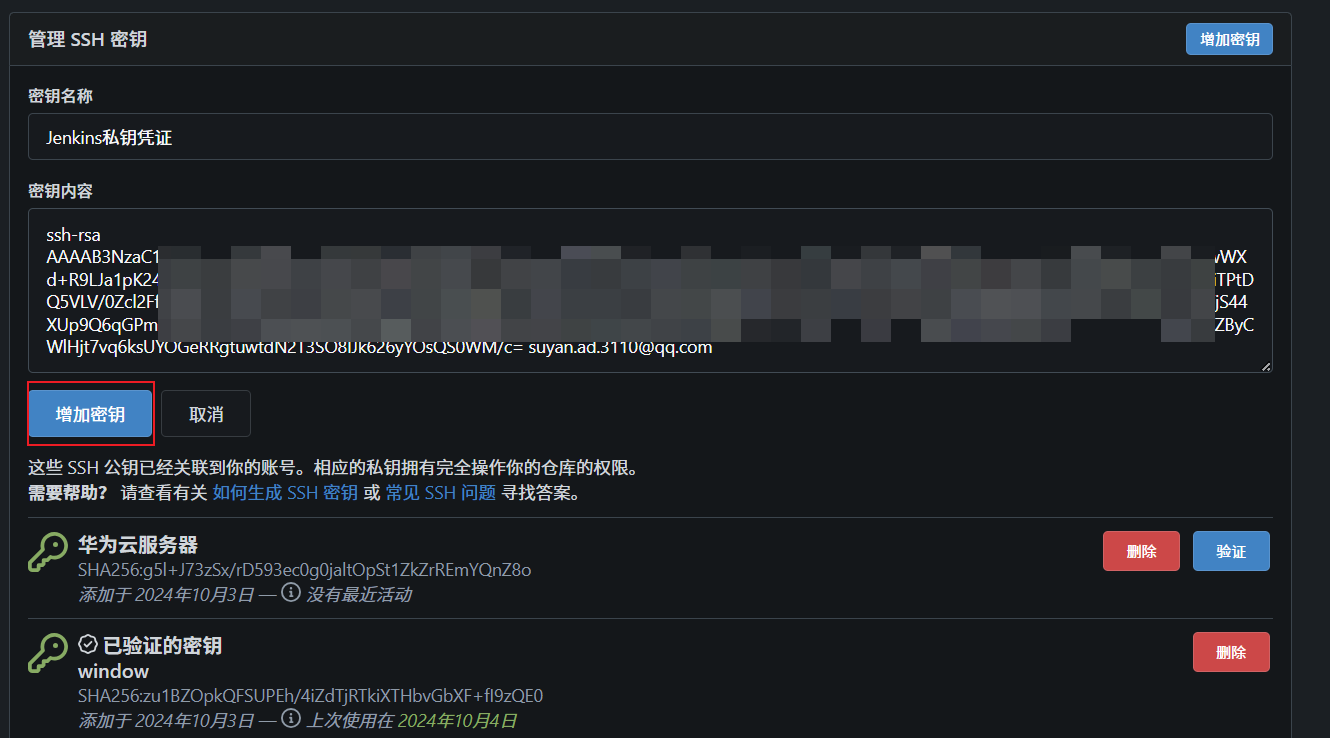 管理 SSH 密钥
增加密钥
密钥名称
Jenkins私钥凭证
密钥内容
ssh-rsa
AAAAB3NzaC1 vWX
d+R9LJa1pK24 iTPtD
Q5VLV/0Zcl2Ff jS44
XUp9Q6qGPm ZByC
WlHjt7vq6ksUYOGeRRgtuwtdN2T3SO8IJk626yYOsQS0WM/c= suyan.ad.3110@qq.com
增加密钥 取消
这些 SSH 公钥已经关联到你的账号。相应的私钥拥有完全操作你的仓库的权限。
需要帮助？ 请查看有关 如何生成 SSH 密钥 或 常见 SSH 问题 寻找答案。
华为云服务器
删除 验证
SHA256:g5l+J73zSx/rD593ec0g0jaltOpSt1ZkZrREmYQnZ8o
添加于 2024年10月3日 — 没有最近活动
已验证的密钥
删除
window
SHA256:zu1BZOpkQFSUPEh/4iZdTjRTkiXTHbvGbXF+fI9zQE0
添加于 2024年10月3日 — 上次使用在 2024年10月4日